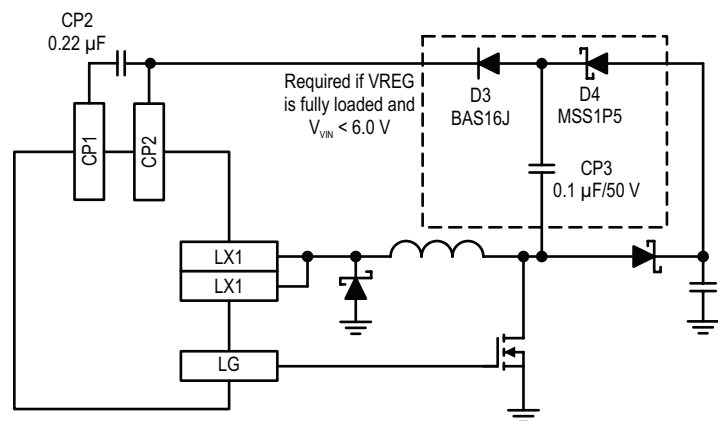 CP2
0.22 µF
Required if VREG
is fully loaded and
VVIN < 6.0 V
D3
BAS16J
D4
MSS1P5
CP3
0.1 µF/50 V
CP1
CP2
LX1
LX1
LG